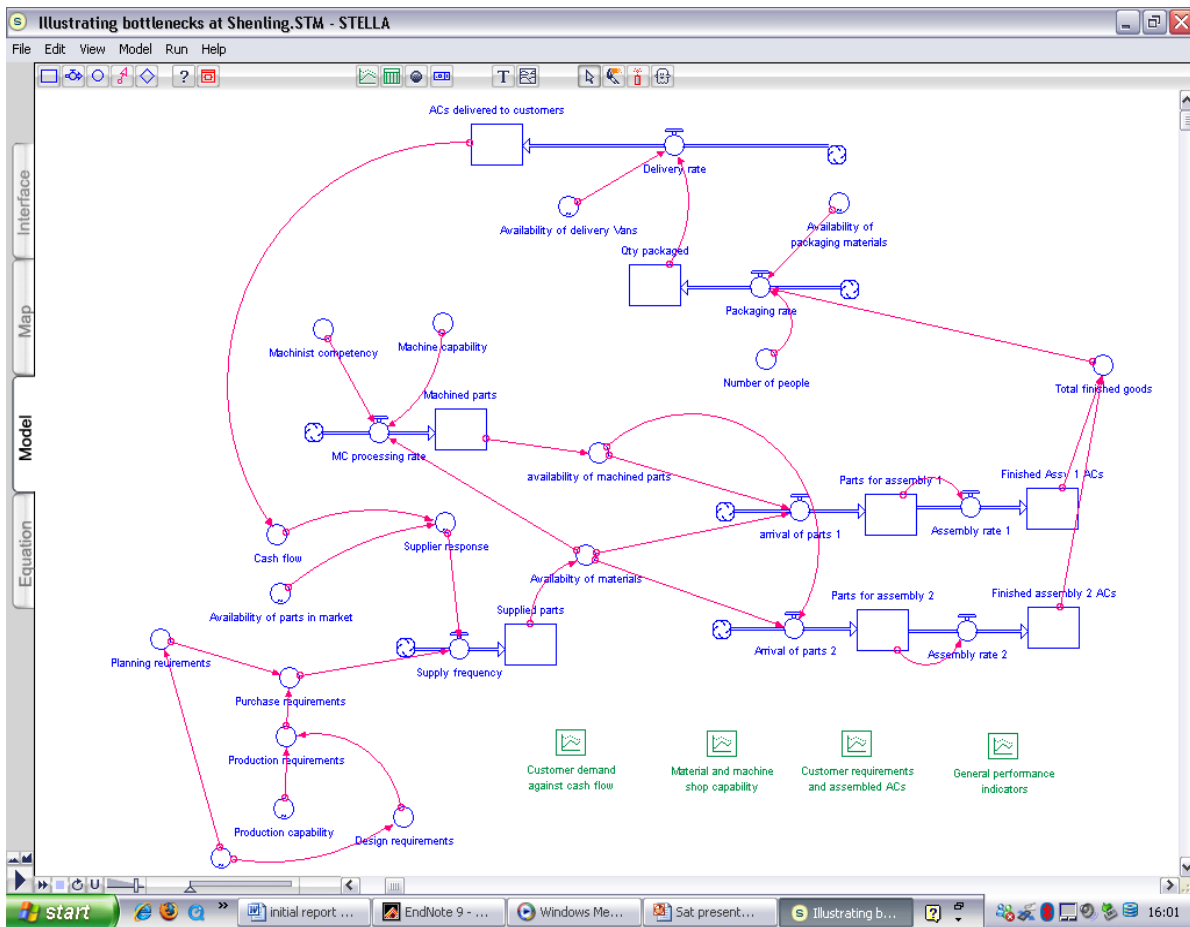 Illustrating bottlenecks at Shenling.STM - STELLA
File Edit View Model Run Help
T
?
Interface
Map
Model
Equation
ACs delivered to customers
Delivery rate
Availability of delivery Vans
Availability of
packaging materials
Qty packaged
Packaging rate
Number of people
Machinist competency
Machine capability
Machined parts
MC processing rate
availability of machined parts
Total finished goods
Parts for assembly 1
Finished Assy 1 ACs
arrival of parts 1
Assembly rate 1
Cash flow
Supplier response
Availabilty of materials
Availability of parts in market
Supplied parts
Parts for assembly 2
Finished assembly 2 ACs
Arrival of parts 2
Assembly rate 2
Planning reuirements
Supply frequency
Purchase requirements
Production requirements
Production capability
Design requirements
Customer demand
against cash flow
Material and machine
shop capability
Customer requirements
and assembled ACs
General performance
indicators
U
start
initial report ...
EndNote 9 - ...
Windows Me...
Sat present...
Illustrating b...
16:01